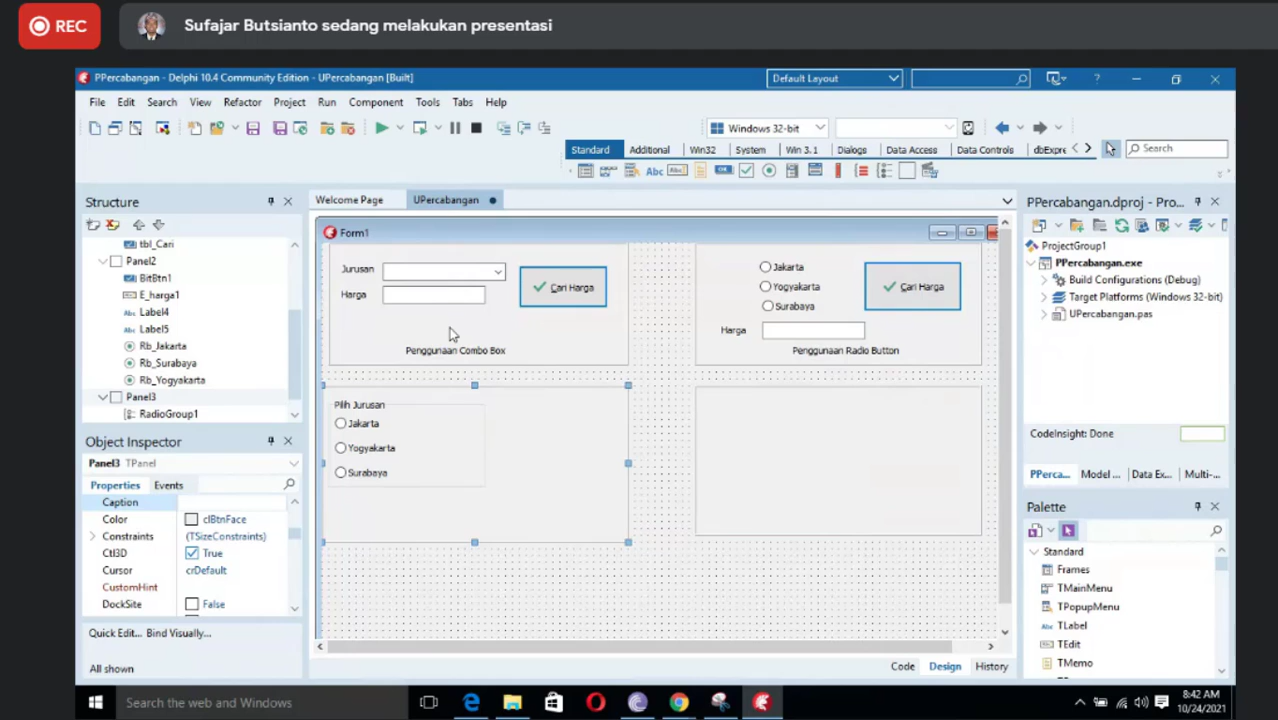 REC
Sufajar Butsianto sedang melakukan presentasi
PPercabangan - Delphi 10.4 Community Edition - UPercabangan [Built]
Default Layout
File Edit Search View Refactor Project Run Component Tools Tabs Help
Windows 32-bit
Standard Additional Win32 System Win 3.1 Dialogs Data Access Data Controls dbExpre
Search
Structure
tbl_Cari
Panel2
BitBtn1
E_harga1
Label4
Label5
Rb_Jakarta
Rb_Surabaya
Rb_Yogyakarta
Panel3
RadioGroup1
Object Inspector
Panel3 TPanel
Properties Events
Caption
Color clBtnFace
Constraints (TSizeConstraints)
Ctl3D True
Cursor crDefault
CustomHint
DockSite False
Quick Edit... Bind Visually...
All shown
Welcome Page UPercabangan
Form1
Jurusan
Harga
Cari Harga
Penggunaan Combo Box
Jakarta
Yogyakarta
Surabaya
Cari Harga
Harga
Penggunaan Radio Button
Pilih Jurusan
Jakarta
Yogyakarta
Surabaya
Code Design History
PPercabangan.dproj - Pro...
ProjectGroup1
PPercabangan.exe
Build Configurations (Debug)
Target Platforms (Windows 32-bit)
UPercabangan.pas
CodeInsight: Done
PPerca... Model ... Data Ex... Multi-...
Palette
Standard
Frames
TMainMenu
TPopupMenu
TLabel
TEdit
TMemo
Search the web and Windows
8:42 AM
10/24/2021